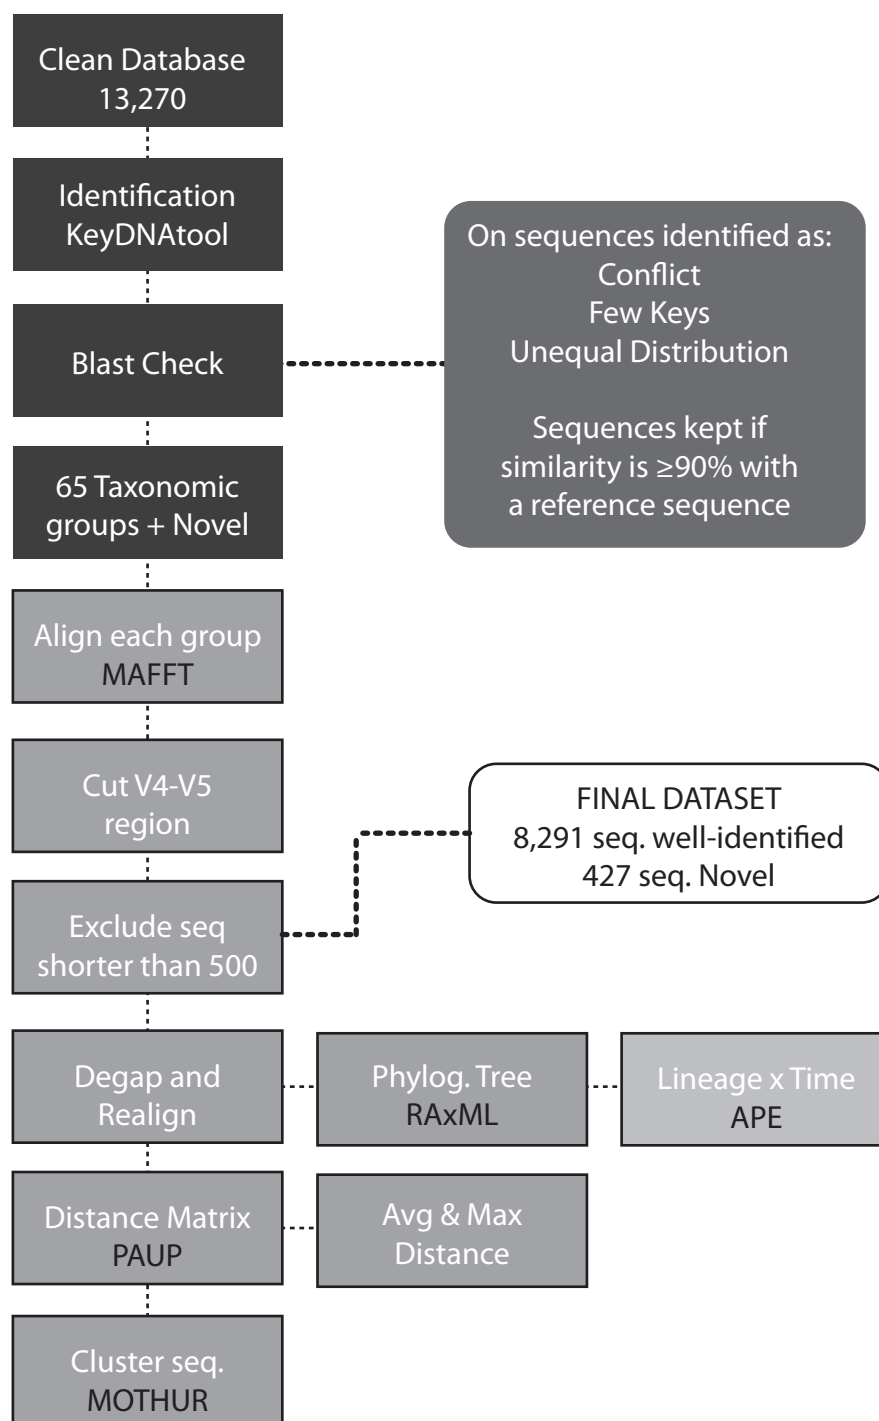 Clean Database
13,270
Identification
KeyDNAtool
On sequences identified as:
Conflict
Few Keys
Unequal Distribution
Sequences kept if
similarity is ≥90% with
a reference sequence
Blast Check
65 Taxonomic
groups + Novel
Align each group
MAFFT
Cut V4-V5
region
FINAL DATASET
8,291 seq. well-identified
427 seq. Novel
Exclude seq
shorter than 500
Degap and
Realign
Phylog. Tree
RAxML
Lineage x Time
APE
Distance Matrix
PAUP
Avg & Max
Distance
Cluster seq.
MOTHUR